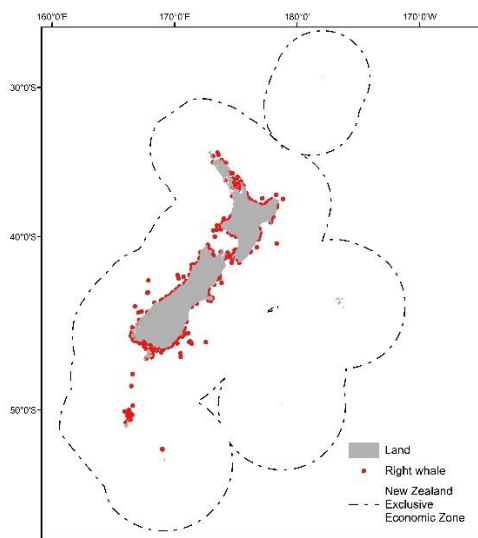 160°0'E 170°0'E 180°0' 170°0'W
30°0'S
40°0'S
50°0'S
Land
Right whale
New Zealand
Exclusive
Economic Zone